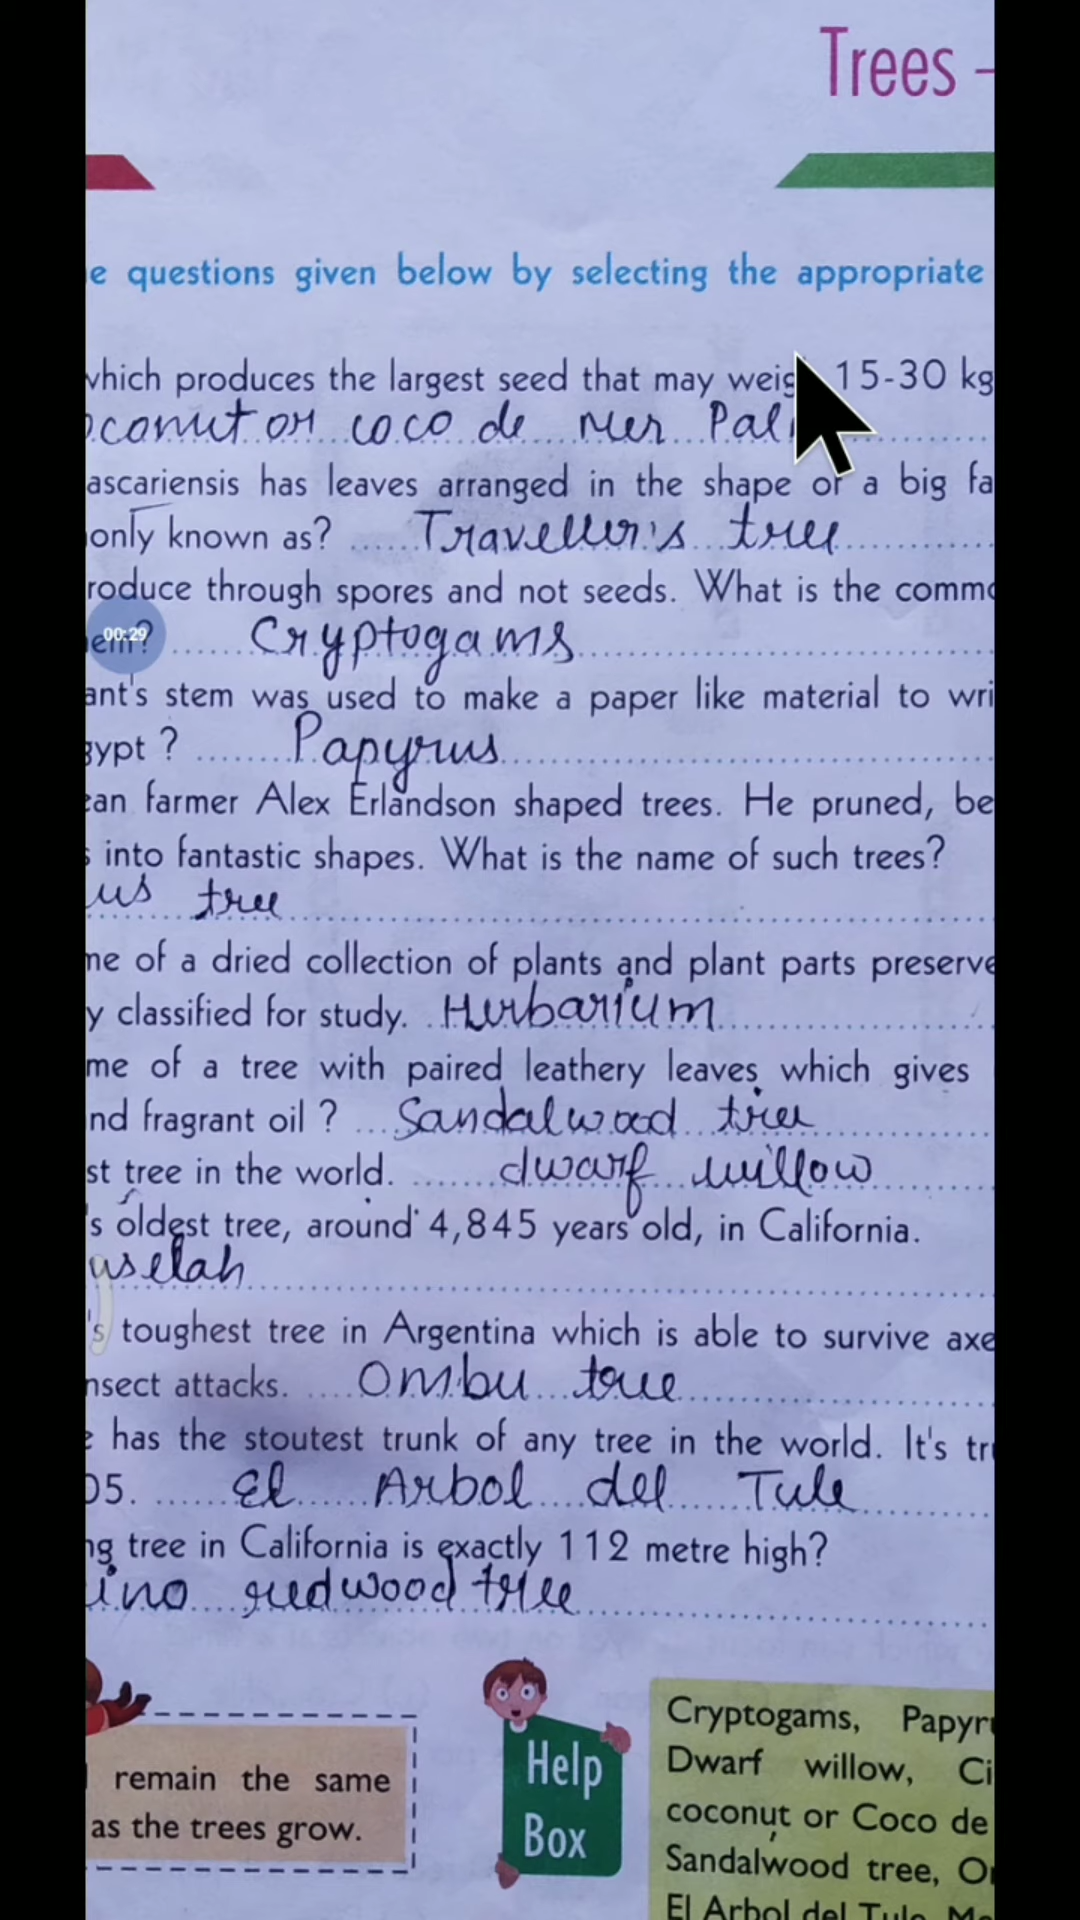 Trees -
e questions given below by selecting the appropriate
which produces the largest seed that may weig 15-30 kg
oconut or coco de mer Pal
ascariensis has leaves arranged in the shape of a big fa
only known as? Traveller's tree
roduce through spores and not seeds. What is the commo
em? Cryptogams
00:29
ant's stem was used to make a paper like material to wri
gypt ? Papyrus
can farmer Alex Erlandson shaped trees. He pruned, be
s into fantastic shapes. What is the name of such trees?
us tree
me of a dried collection of plants and plant parts preserve
y classified for study. Herbarium
me of a tree with paired leathery leaves which gives
nd fragrant oil ? Sandalwood tree
st tree in the world. dwarf willow
's oldest tree, around 4,845 years old, in California.
uselah
's toughest tree in Argentina which is able to survive axe
nsect attacks. Ombu tree
e has the stoutest trunk of any tree in the world. It's tr
05. El Arbol del Tule
ng tree in California is exactly 112 metre high?
ino redwood tree
remain the same
as the trees grow.
Help
Box
Cryptogams, Papyru
Dwarf willow, Ci
coconut or Coco de
Sandalwood tree, O
El Arbol del Tule, Me